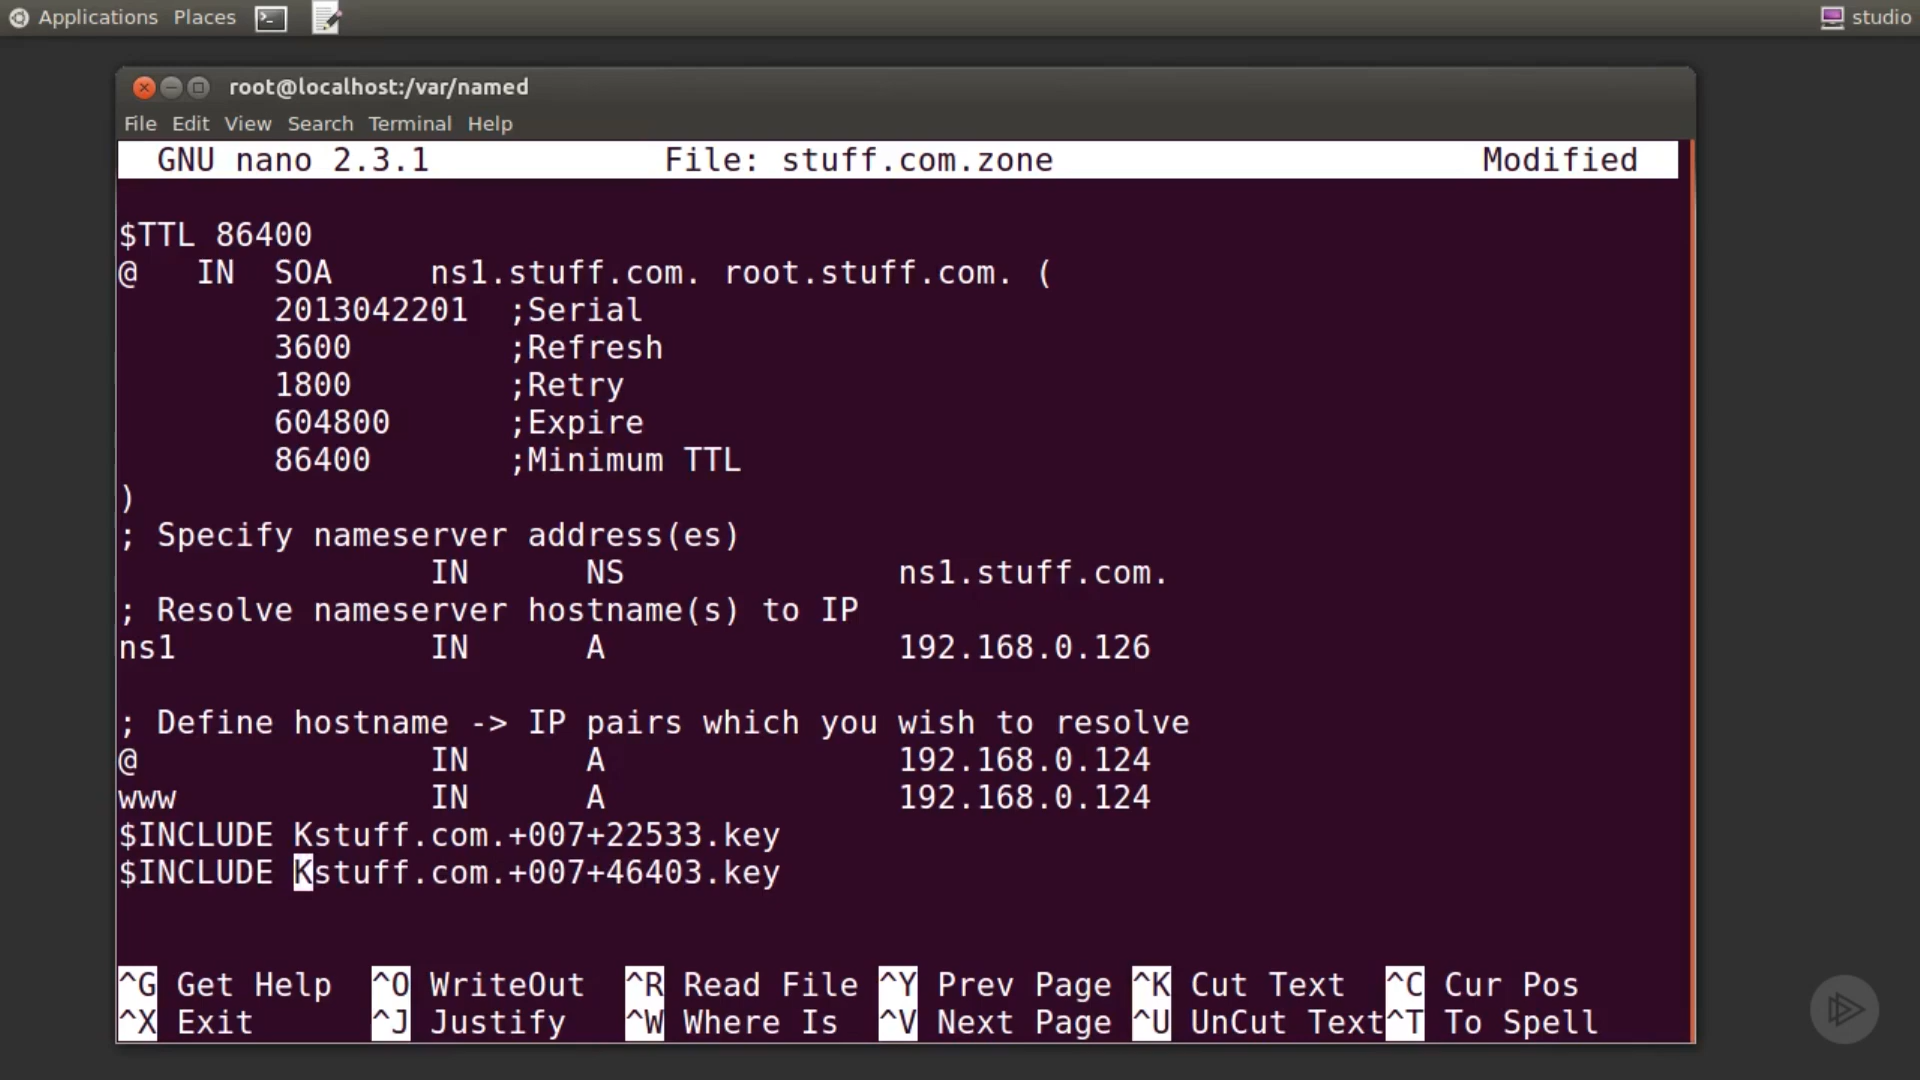 Applications Places studio
root@localhost:/var/named
File Edit View Search Terminal Help
GNU nano 2.3.1 File: stuff.com.zone Modified
$TTL 86400
@ IN SOA ns1.stuff.com. root.stuff.com. (
2013042201 ;Serial
3600 ;Refresh
1800 ;Retry
604800 ;Expire
86400 ;Minimum TTL
)
; Specify nameserver address(es)
IN NS ns1.stuff.com.
; Resolve nameserver hostname(s) to IP
ns1 IN A 192.168.0.126
; Define hostname -> IP pairs which you wish to resolve
@ IN A 192.168.0.124
www IN A 192.168.0.124
$INCLUDE Kstuff.com.+007+22533.key
$INCLUDE Kstuff.com.+007+46403.key
^G Get Help ^O WriteOut ^R Read File ^Y Prev Page ^K Cut Text ^C Cur Pos
^X Exit ^J Justify ^W Where Is ^V Next Page ^U UnCut Text ^T To Spell